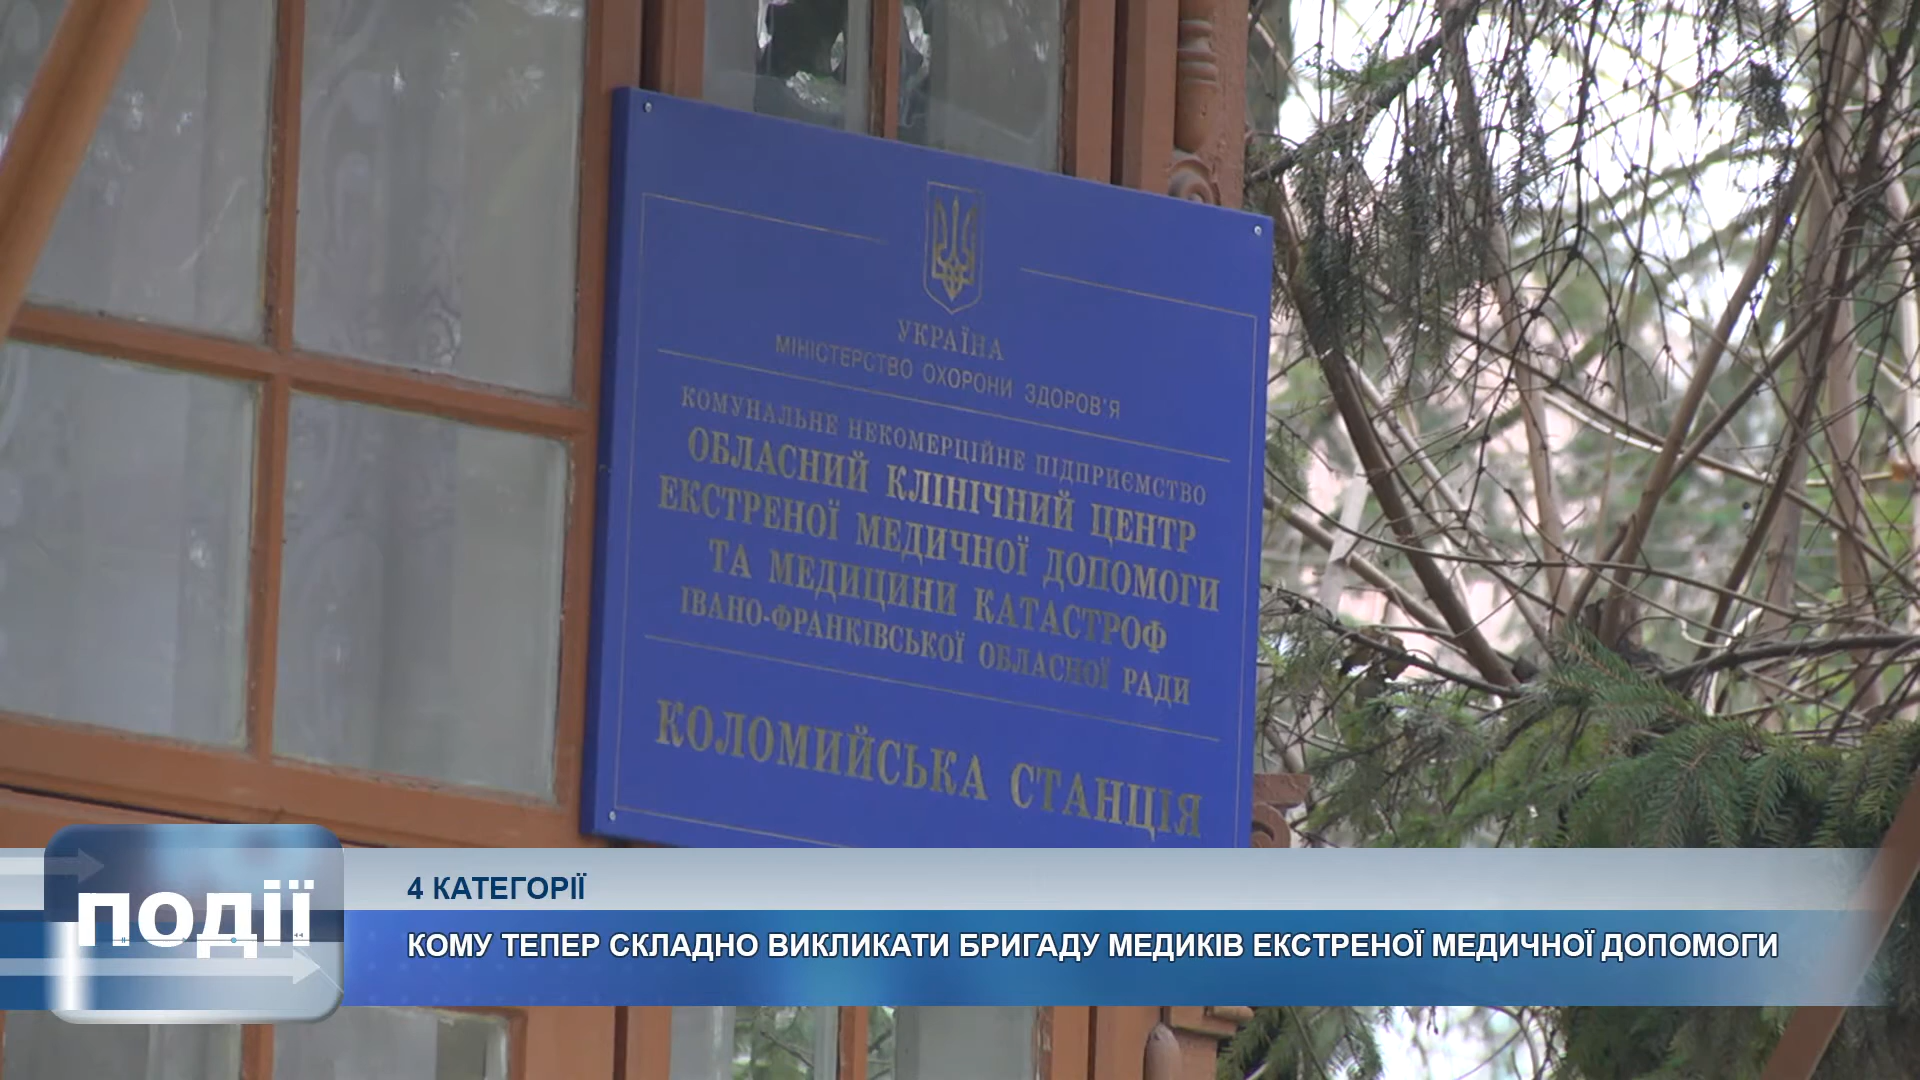 УКРАЇНА
МІНІСТЕРСТВО ОХОРОНИ ЗДОРОВ'Я
КОМУНАЛЬНЕ НЕКОМЕРЦІЙНЕ ПІДПРИЄМСТВО
ОБЛАСНИЙ КЛІНІЧНИЙ ЦЕНТР
ЕКСТРЕНОЇ МЕДИЧНОЇ ДОПОМОГИ
ТА МЕДИЦИНИ КАТАСТРОФ
ІВАНО-ФРАНКІВСЬКОЇ ОБЛАСНОЇ РАДИ
КОЛОМИЙСЬКА СТАНЦІЯ
події
4 КАТЕГОРІЇ
КОМУ ТЕПЕР СКЛАДНО ВИКЛИКАТИ БРИГАДУ МЕДИКІВ ЕКСТРЕНОЇ МЕДИЧНОЇ ДОПОМОГИ